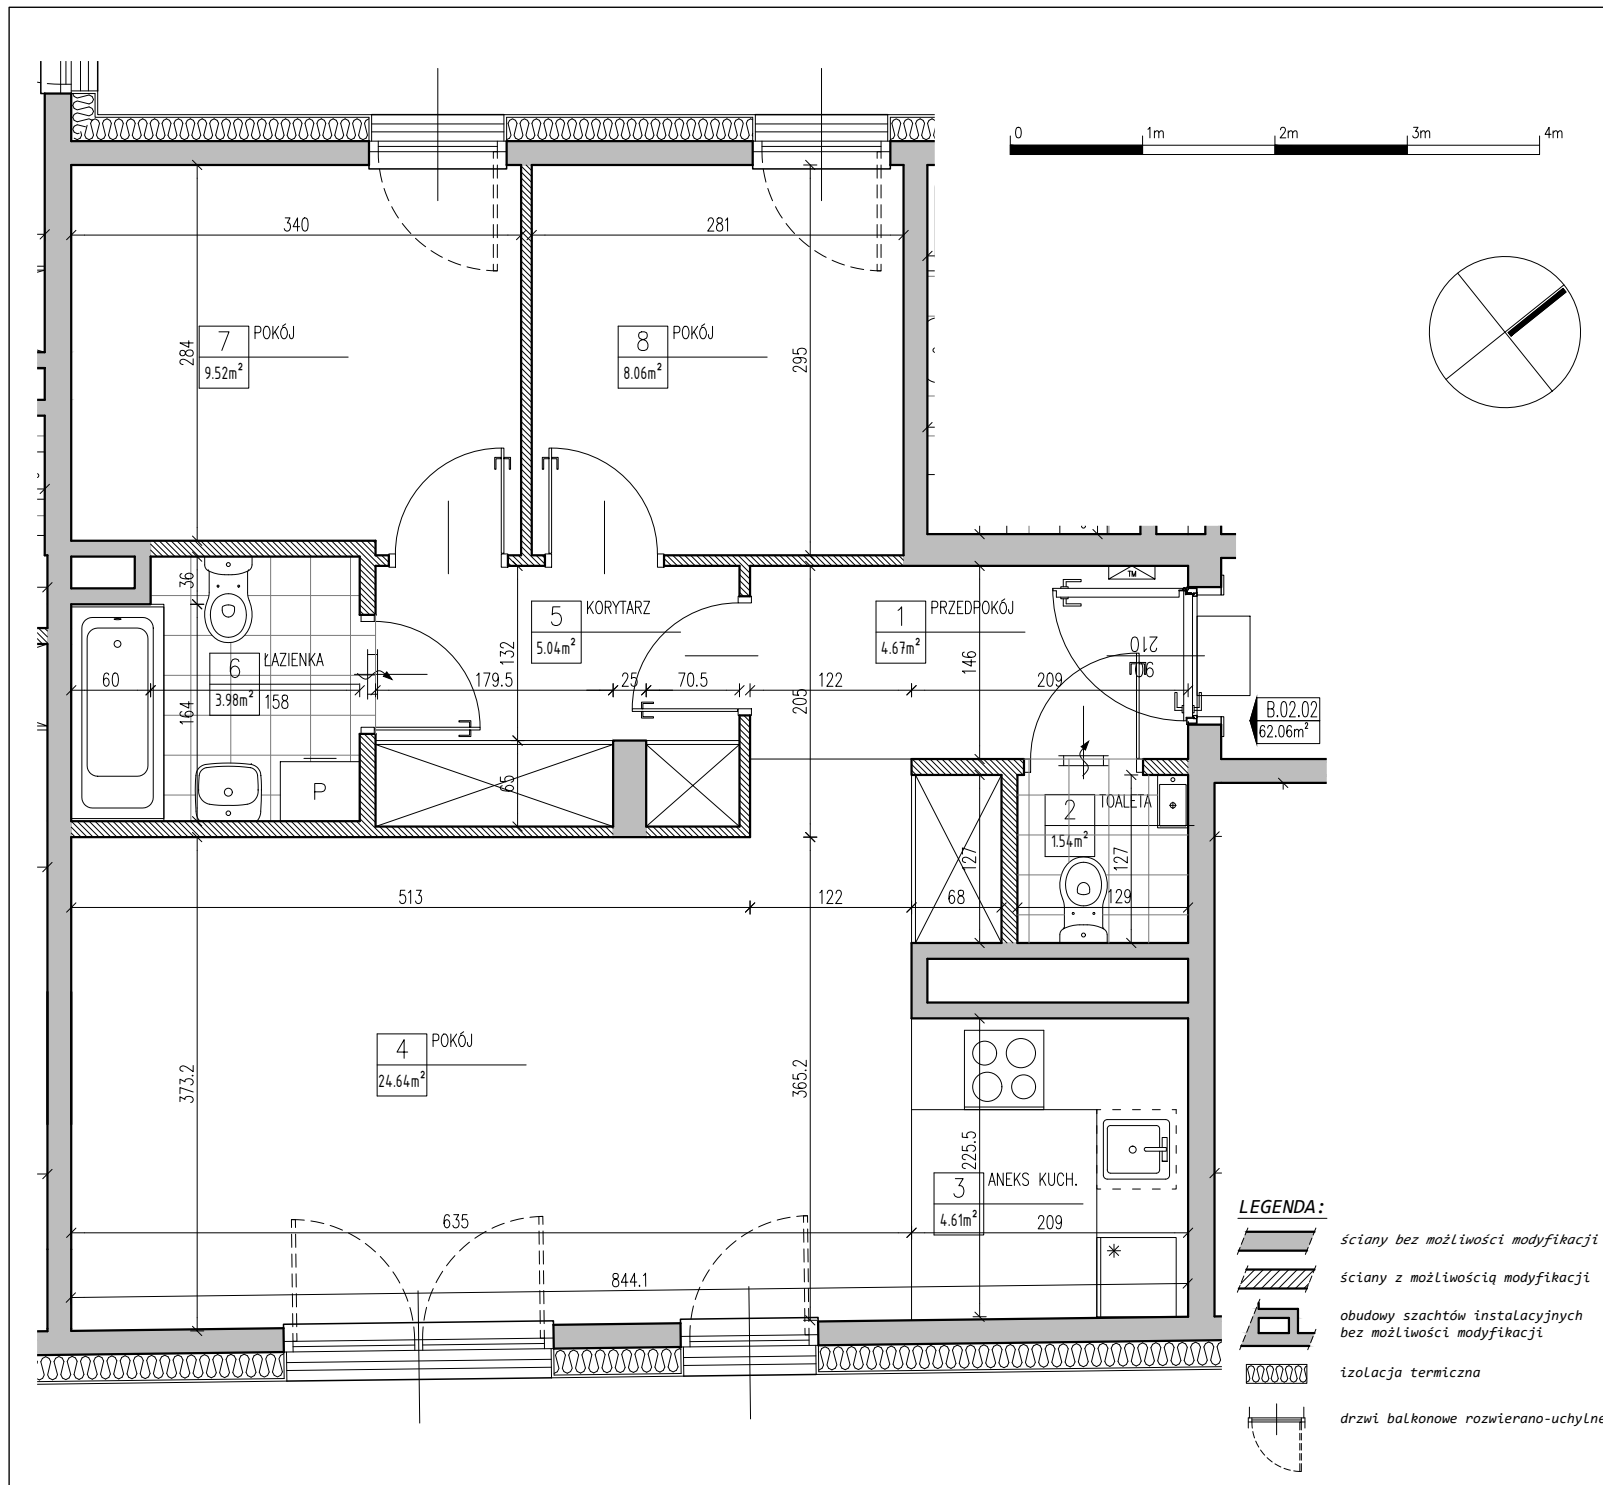 0 1m 2m 3m 4m
340
281
284
7 POKÓJ
9.52m²
8 POKÓJ
8.06m²
295
36
5 KORYTARZ
5.04m²
1 PRZEDPOKÓJ
4.67m²
TM
210
90
132
146
6 ŁAZIENKA
3.98m²
60
158
164
179.5
25
70.5
122
209
205
B.02.02
62.06m²
65
P
2 TOALETA
1.54m²
127
127
513
122
68
129
4 POKÓJ
24.64m²
373.2
365.2
225.5
3 ANEKS KUCH.
4.61m²
635
209
844.1
LEGENDA:
ściany bez możliwości modyfikacji
ściany z możliwością modyfikacji
obudowy szachtów instalacyjnych
bez możliwości modyfikacji
izolacja termiczna
drzwi balkonowe rozwierano-uchylne